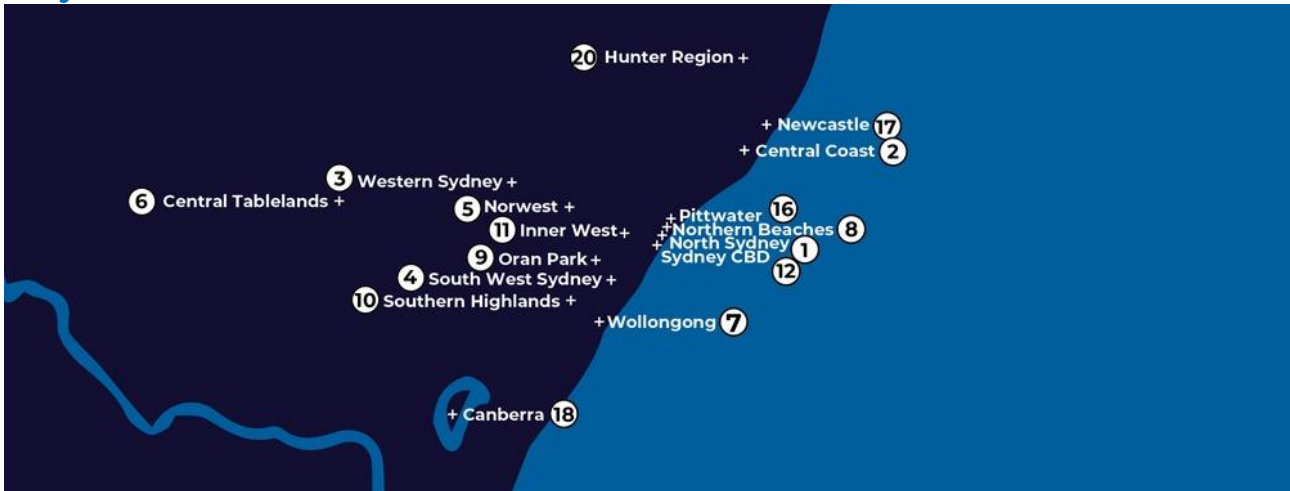 20 Hunter Region +
+ Newcastle 17
+ Central Coast 2
3 Western Sydney +
6 Central Tablelands +
5 Norwest +
+ Pittwater 16
11 Inner West +
+ Northern Beaches 8
+ North Sydney 1
9 Oran Park +
+ Sydney CBD 12
4 South West Sydney +
10 Southern Highlands +
+ Wollongong 7
+ Canberra 18